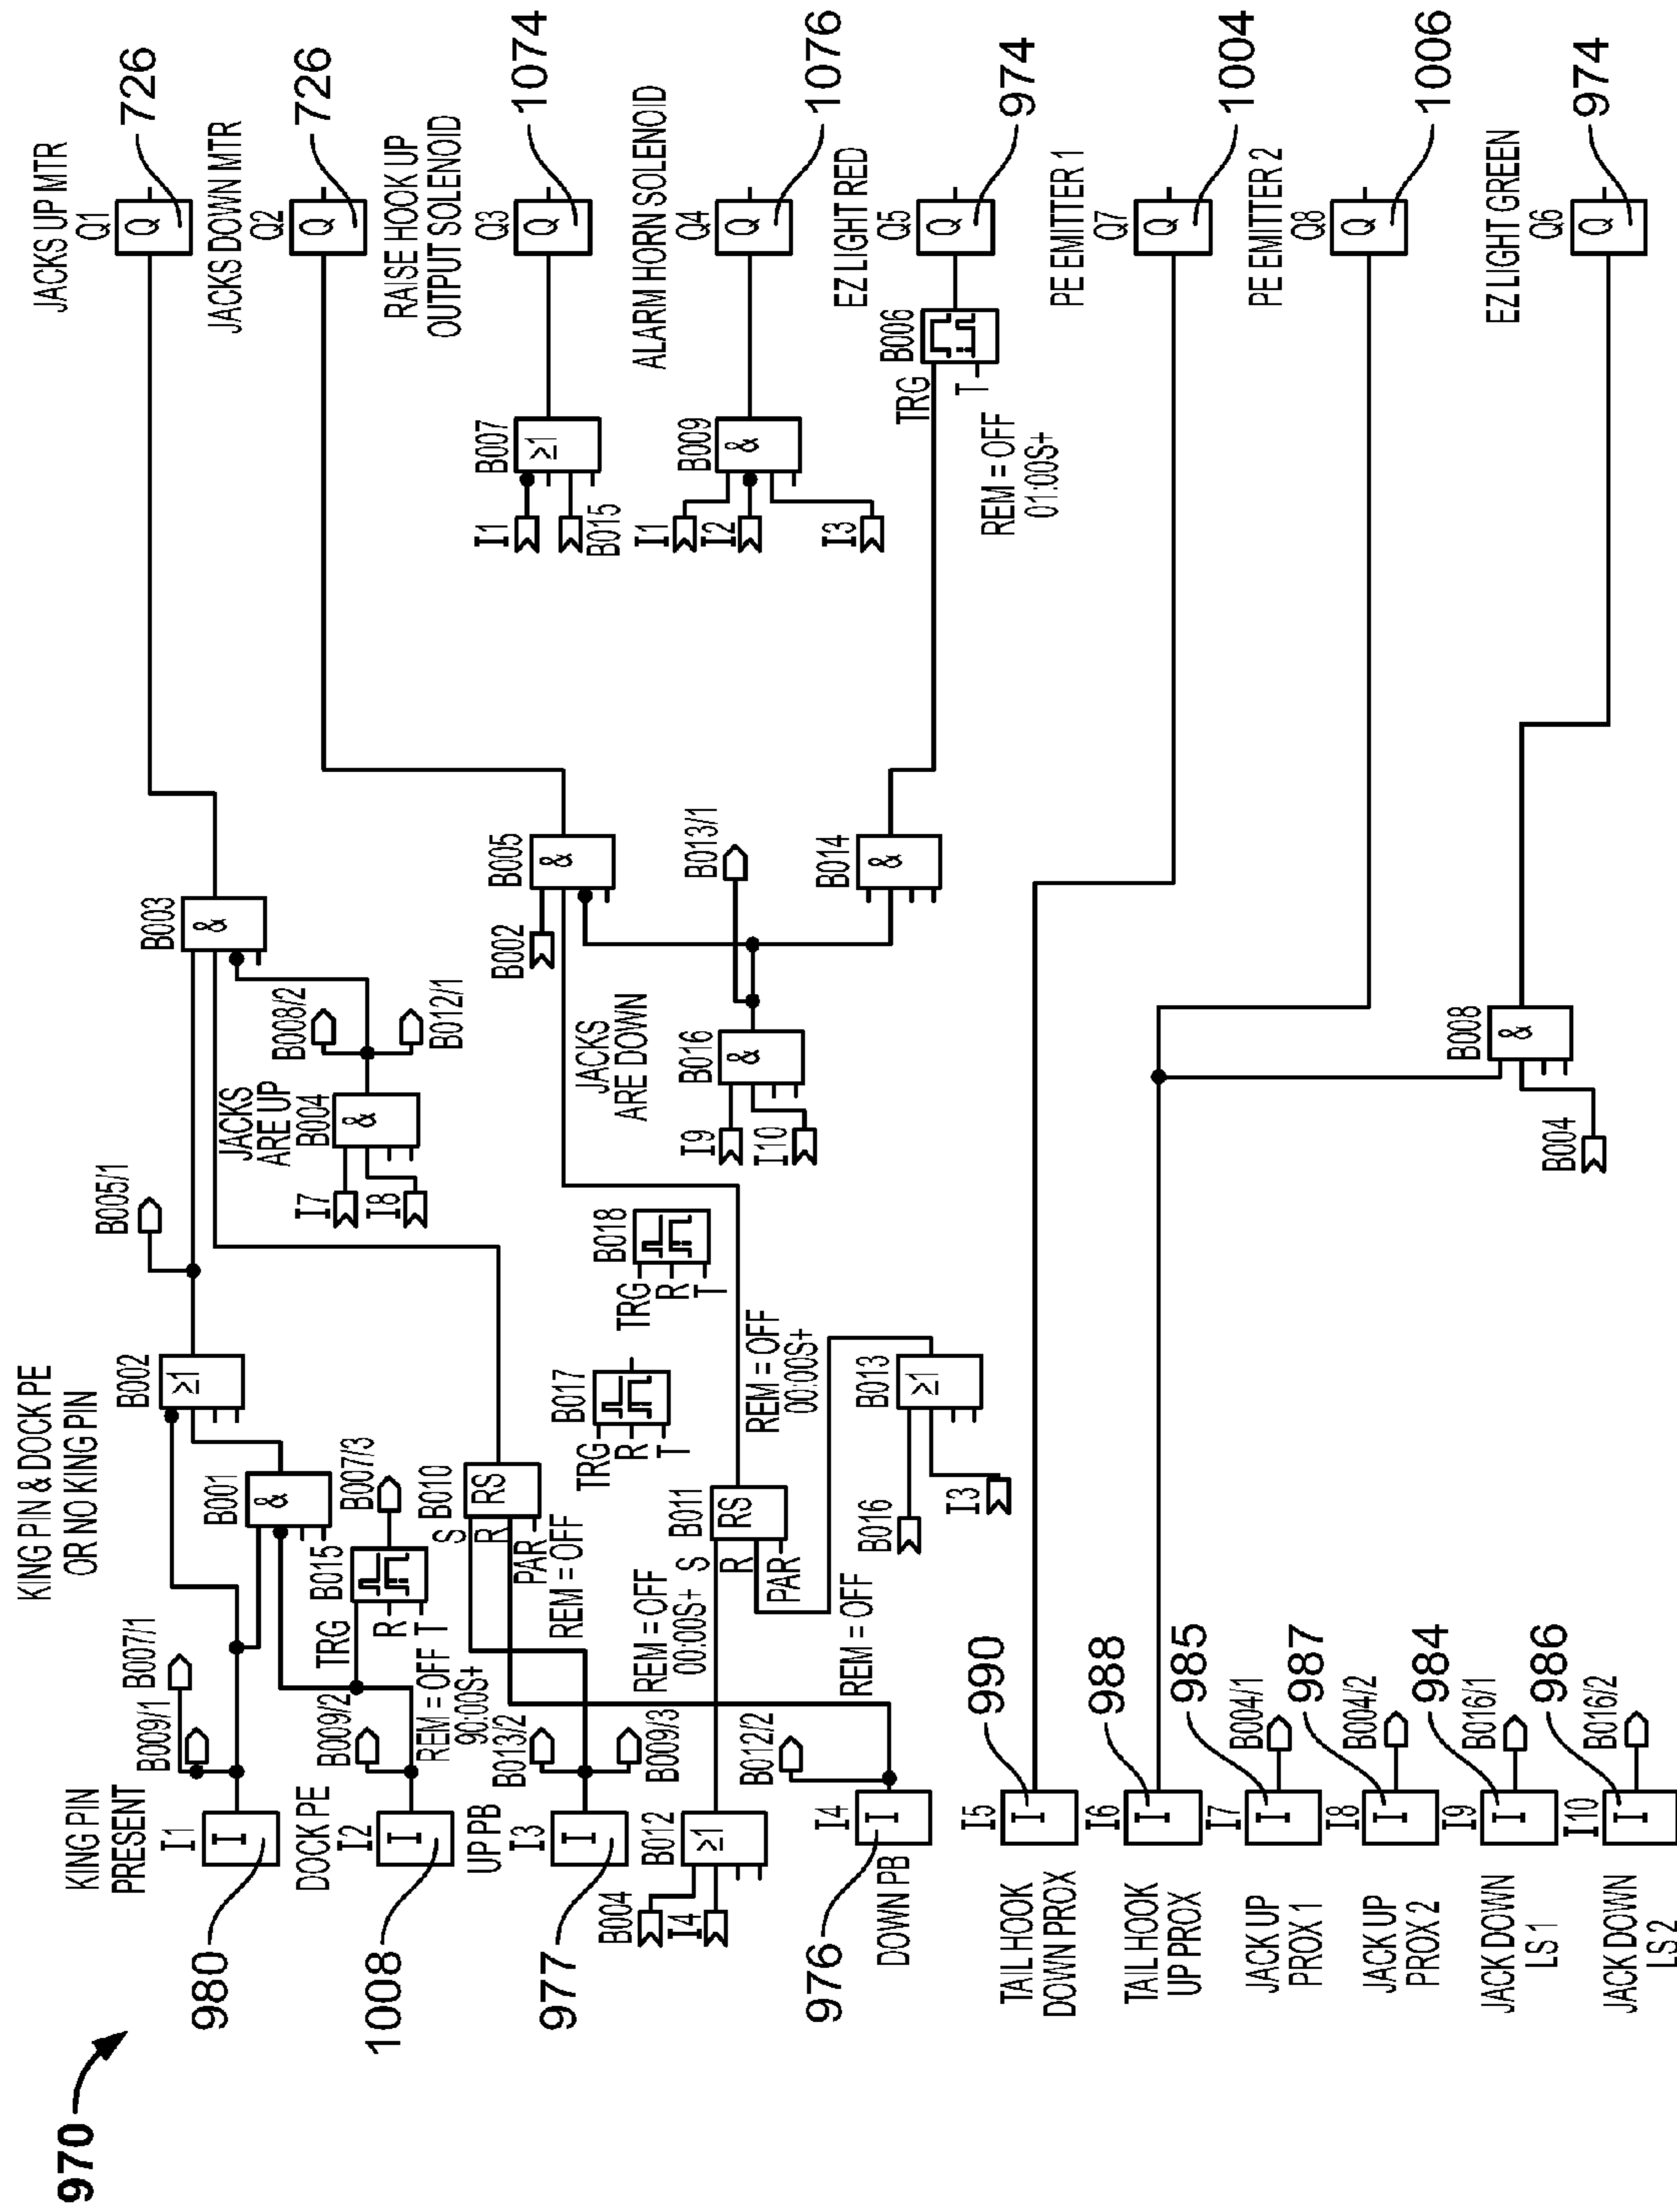 970
KING PIN
PRESENT
I1
I
980
B009/1
B007/1
KING PIN & DOCK PE
OR NO KING PIN
B002
≥1
B001
&
B005/1
B003
&
JACKS UP MTR
Q1
Q
726
DOCK PE
I2
I
1008
B009/2
TRG
R
T
B015
B007/3
REM = OFF
90:00S+
JACKS
ARE UP
B004
&
I7
I8
B008/2
B012/1
JACKS DOWN MTR
Q2
Q
726
UP PB
I3
I
977
B013/2
B009/3
S
R
PAR
B010
RS
REM = OFF
B017
TRG
R
T
B018
TRG
R
T
B005
&
B002
RAISE HOOK UP
OUTPUT SOLENOID
Q3
Q
1074
B007
≥1
I1
B015
B012
≥1
B004
I4
REM = OFF
00:00S+
S
R
PAR
B011
RS
REM = OFF
REM = OFF
00:00S+
JACKS
ARE DOWN
B016
&
I9
I10
B013/1
ALARM HORN SOLENOID
Q4
Q
1076
B009
&
I1
I2
I3
I4
I
976
DOWN PB
B012/2
B013
≥1
B016
I3
B014
&
EZ LIGHT RED
Q5
Q
974
B006
TRG
T
REM = OFF
01:00S+
TAIL HOOK
DOWN PROX
I5
I
990
PE EMITTER 1
Q7
Q
1004
TAIL HOOK
UP PROX
I6
I
988
PE EMITTER 2
Q8
Q
1006
JACK UP
PROX 1
I7
I
985
B004/1
JACK UP
PROX 2
I8
I
987
B004/2
JACK DOWN
LS 1
I9
I
984
B016/1
B008
&
B004
EZ LIGHT GREEN
Q6
Q
974
JACK DOWN
LS 2
I10
I
986
B016/2